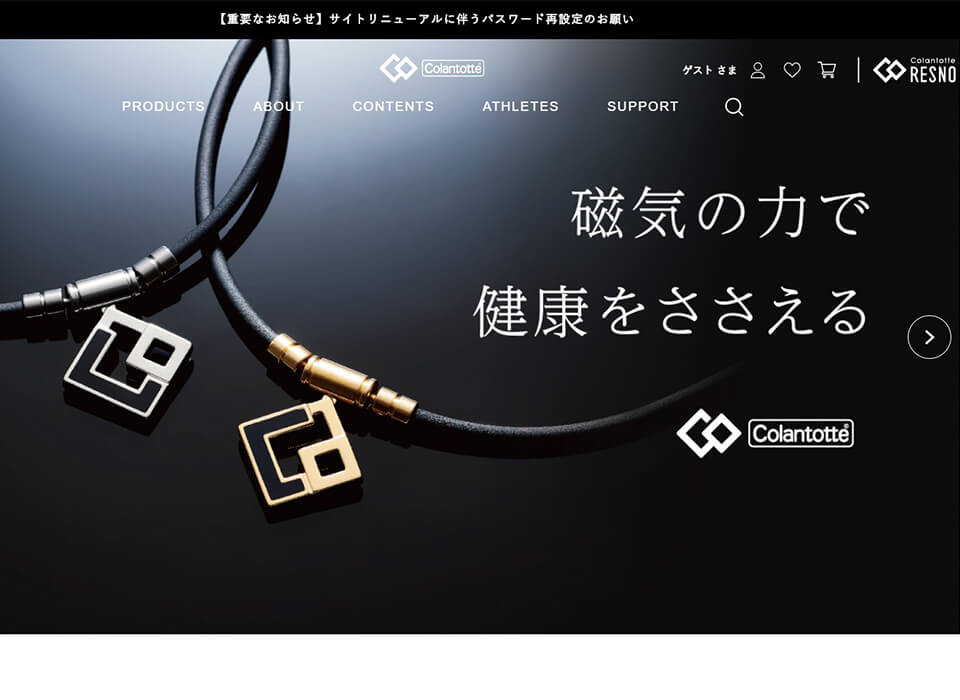 【重要なお知らせ】サイトリニューアルに伴うパスワード再設定のお願い
Colantotte
ゲスト さま
Colantotte
RESNO
PRODUCTS
ABOUT
CONTENTS
ATHLETES
SUPPORT
磁気の力で
健康をささえる
Colantotte®